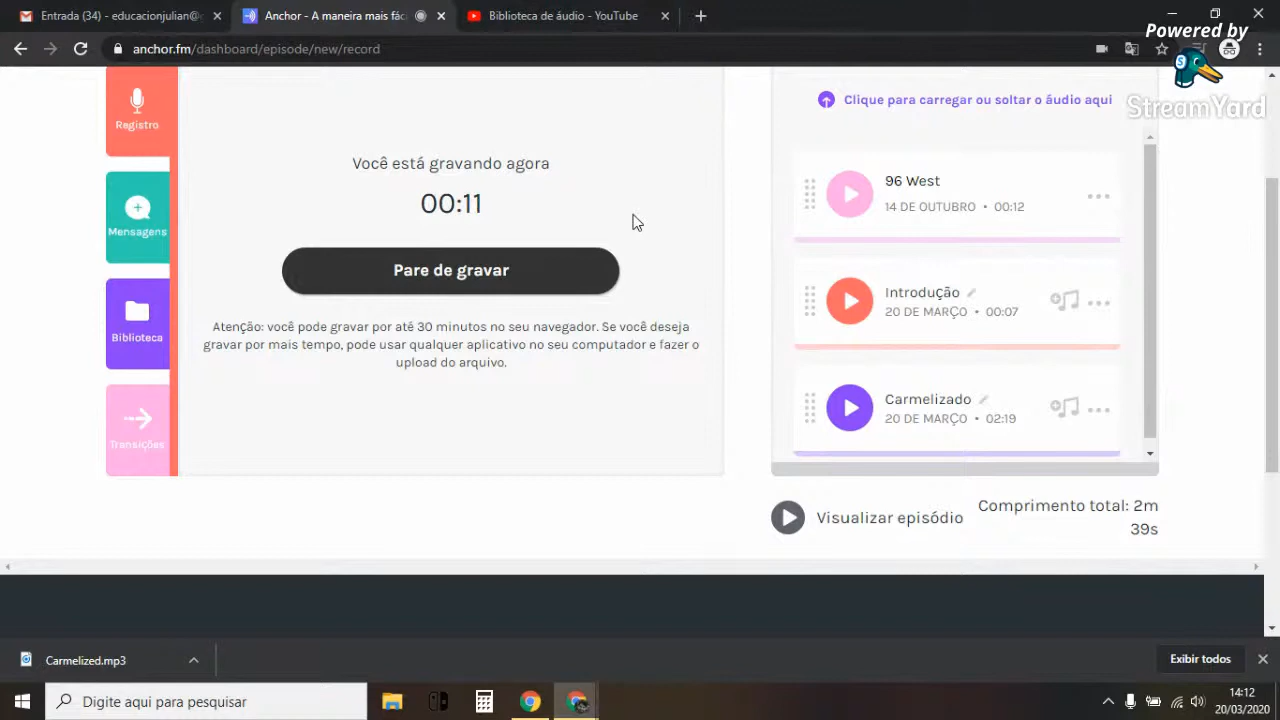 Entrada (34) - educacionjulian@
Anchor - A maneira mais fác
Biblioteca de áudio - YouTube
anchor.fm/dashboard/episode/new/record
Powered by
StreamYard
Registro
Mensagens
Biblioteca
Transições
Você está gravando agora
00:11
Pare de gravar
Atenção: você pode gravar por até 30 minutos no seu navegador. Se você deseja
gravar por mais tempo, pode usar qualquer aplicativo no seu computador e fazer o
upload do arquivo.
Clique para carregar ou soltar o áudio aqui
96 West
14 DE OUTUBRO • 00:12
Introdução
20 DE MARÇO • 00:07
Carmelizado
20 DE MARÇO • 02:19
Visualizar episódio
Comprimento total: 2m
39s
Carmelized.mp3
Exibir todos
Digite aqui para pesquisar
14:12
20/03/2020